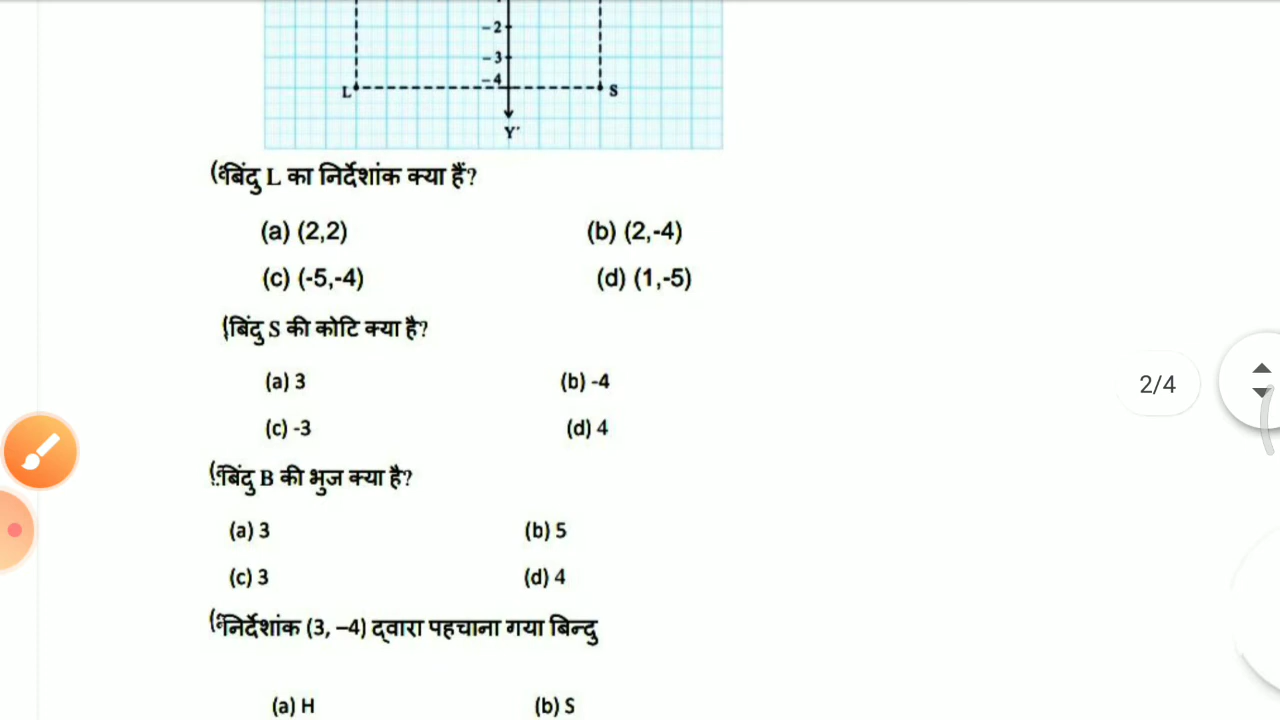 -2
-3
-4
L
S
Y'
बिंदु L का निर्देशांक क्या हैं?
(a) (2,2) (b) (2,-4)
(c) (-5,-4) (d) (1,-5)
बिंदु S की कोटि क्या है?
(a) 3 (b) -4
(c) -3 (d) 4
बिंदु B की भुज क्या है?
(a) 3 (b) 5
(c) 3 (d) 4
निर्देशांक (3, –4) द्वारा पहचाना गया बिन्दु
(a) H (b) S
2/4